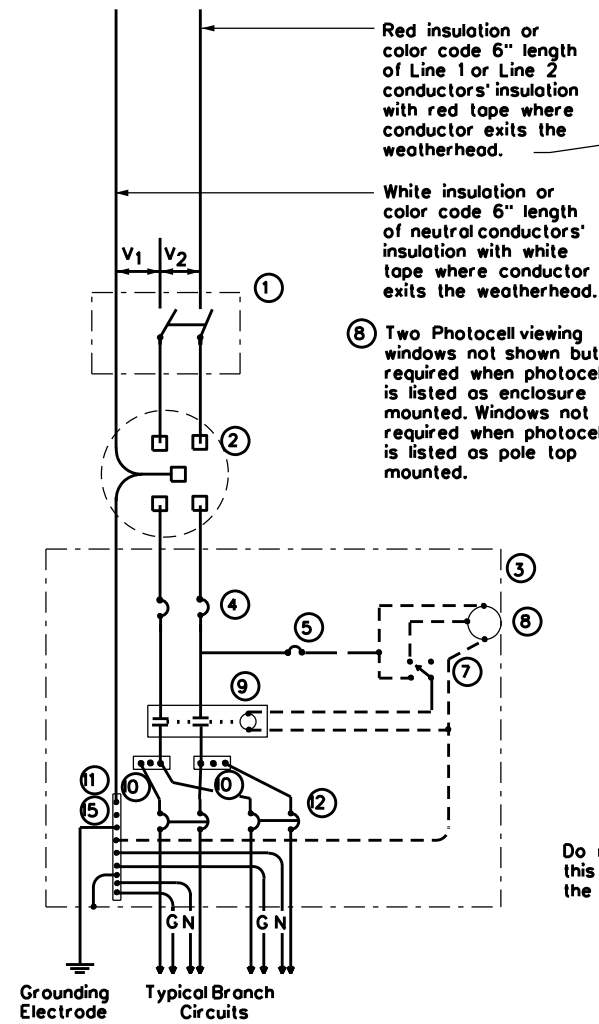 Red insulation or
color code 6" length
of Line 1 or Line 2
conductors' insulation
with red tape where
conductor exits the
weatherhead.
White insulation or
color code 6" length
of neutral conductors'
insulation with white
tape where conductor
exits the weatherhead.
V1 V2
1
8 Two Photocell viewing
windows not shown but
required when photocel
is listed as enclosure
mounted. Windows not
required when photocel
is listed as pole top
mounted.
2
3
4
5
8
7
9
11
10
10
15
12
Do
this
the
G N
G N
Grounding
Electrode
Typical Branch
Circuits